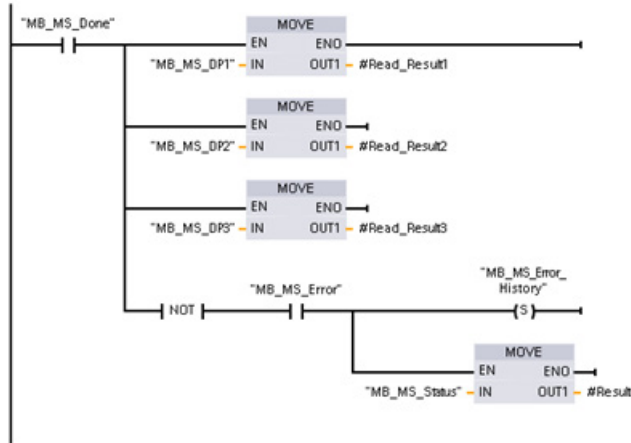 "MB_MS_Done"
MOVE
EN ENO
"MB_MS_DP1" IN OUT1 #Read_Result1
MOVE
EN ENO
"MB_MS_DP2" IN OUT1 #Read_Result2
MOVE
EN ENO
"MB_MS_DP3" IN OUT1 #Read_Result3
NOT
"MB_MS_Error"
"MB_MS_Error_
History"
S
MOVE
EN ENO
"MB_MS_Status" IN OUT1 #Result